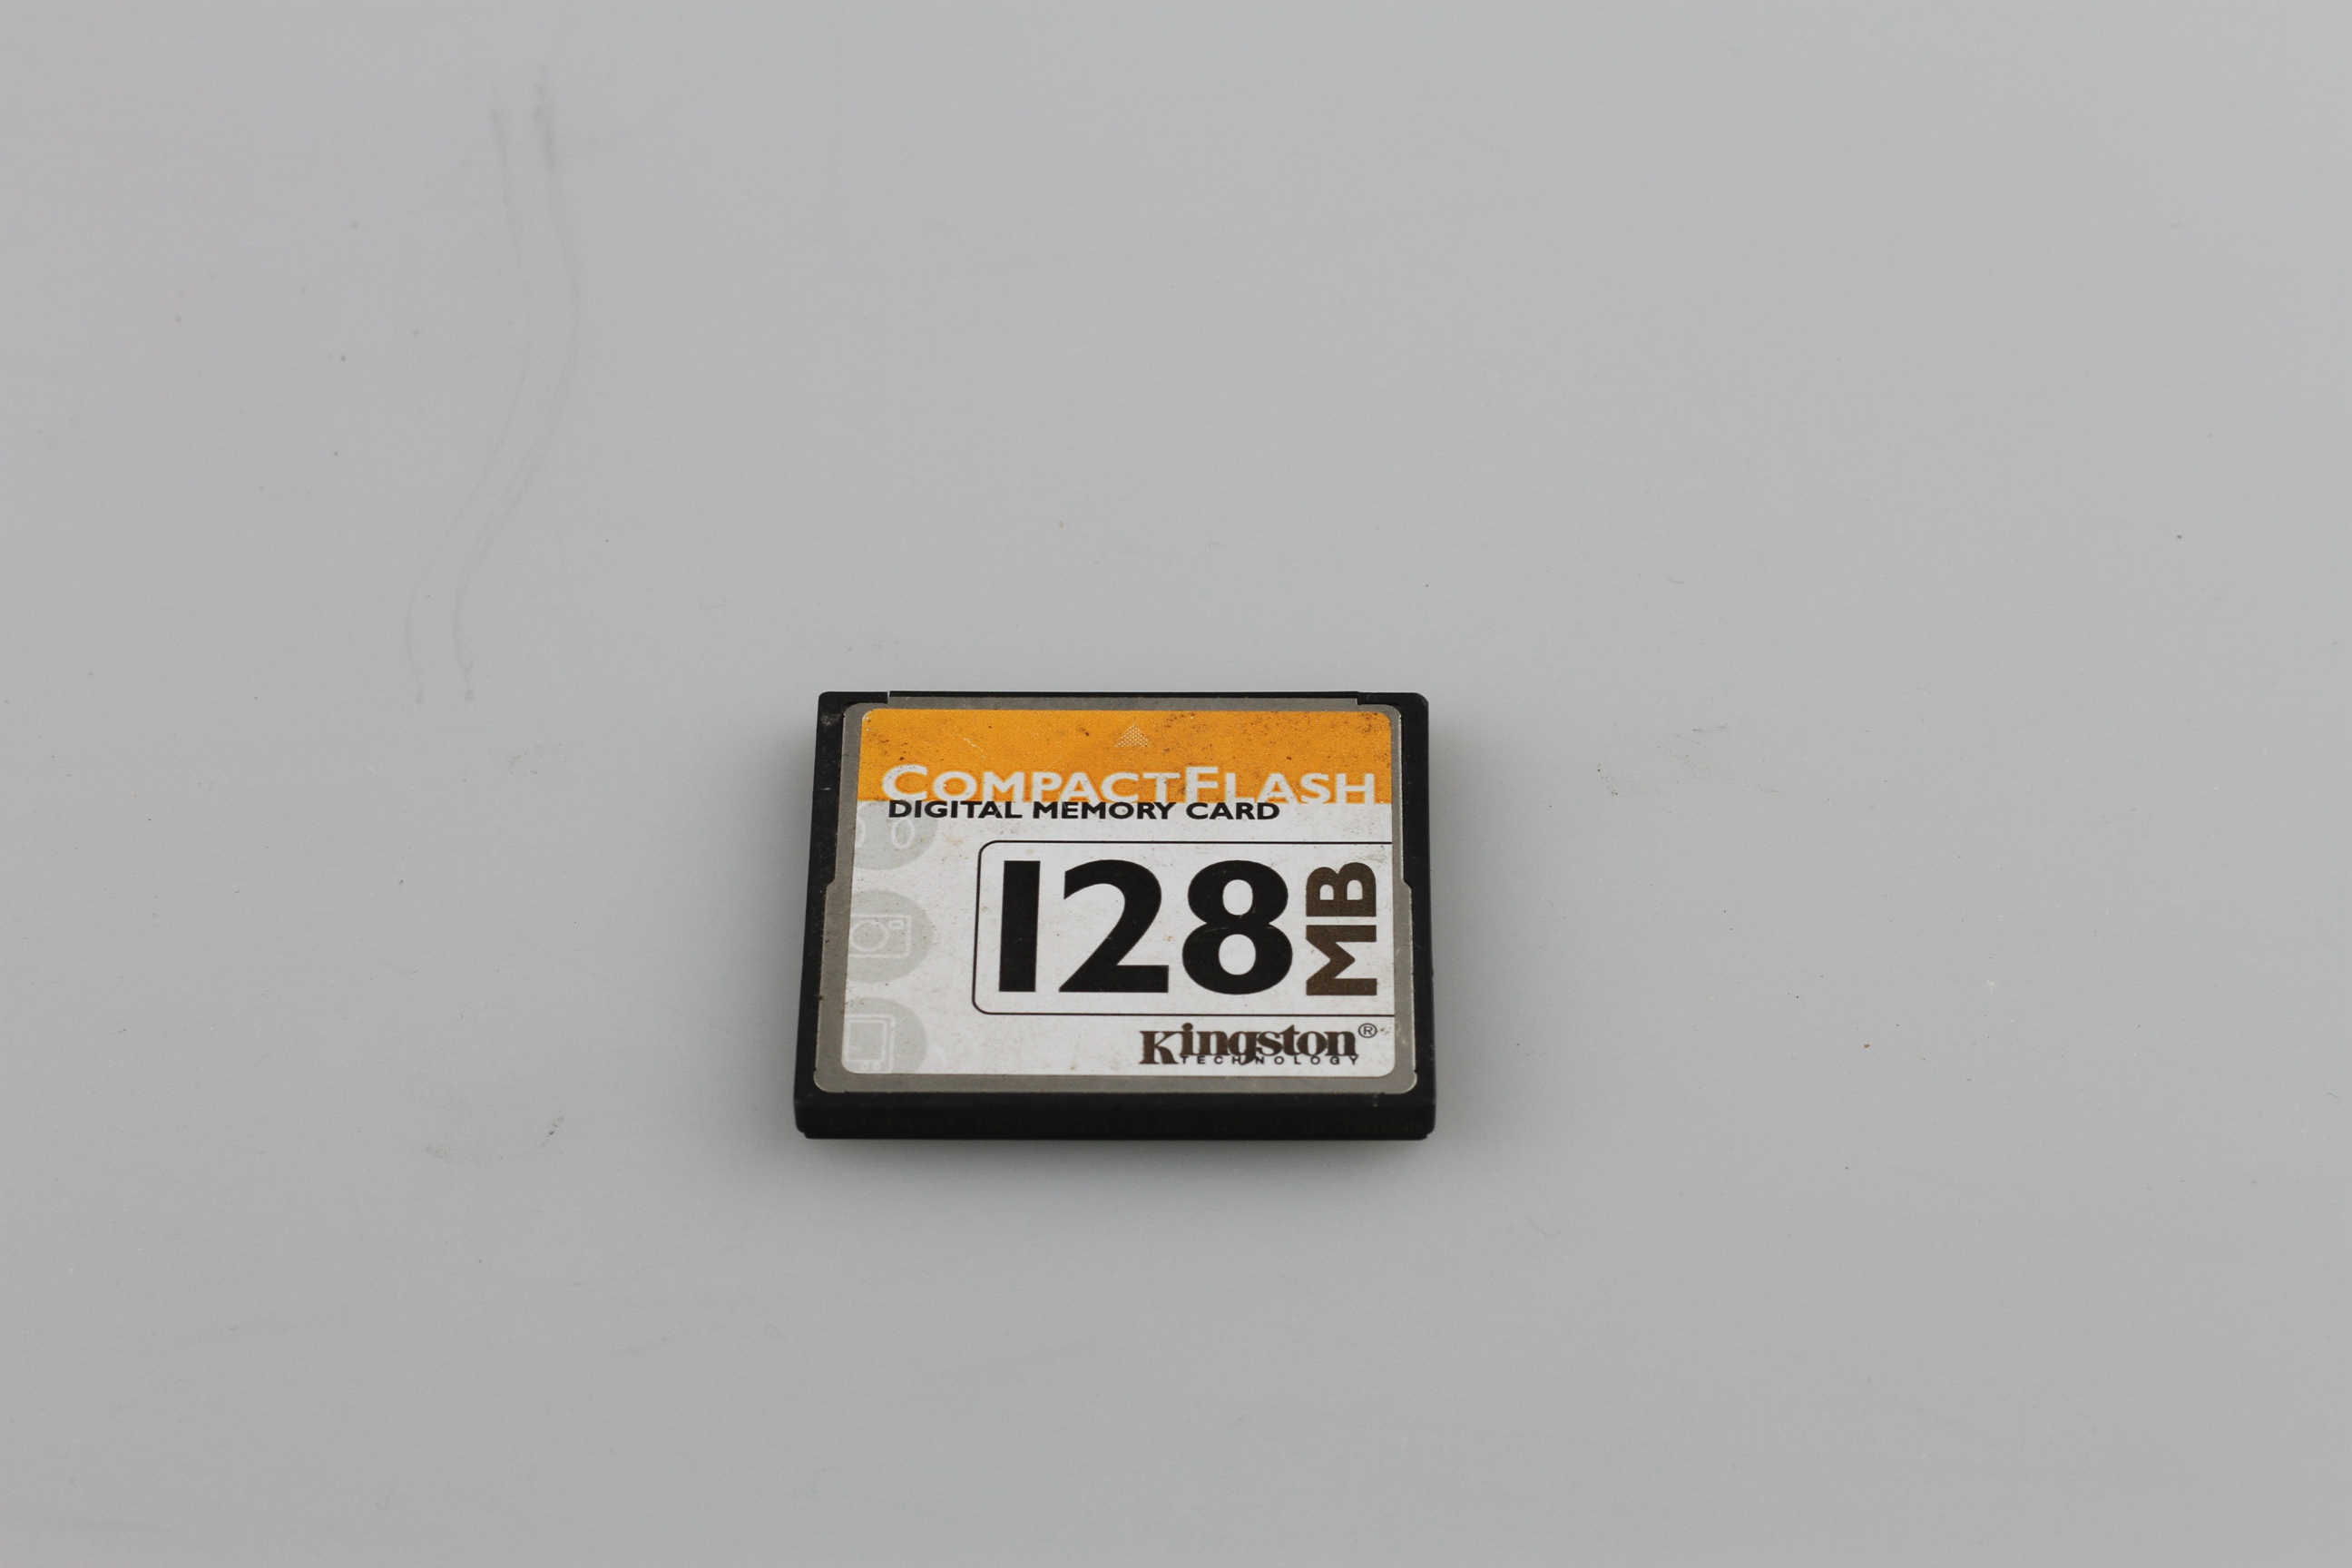 COMPACTFLASH
DIGITAL MEMORY CARD
128 MB
Kingston®
TECHNOLOGY